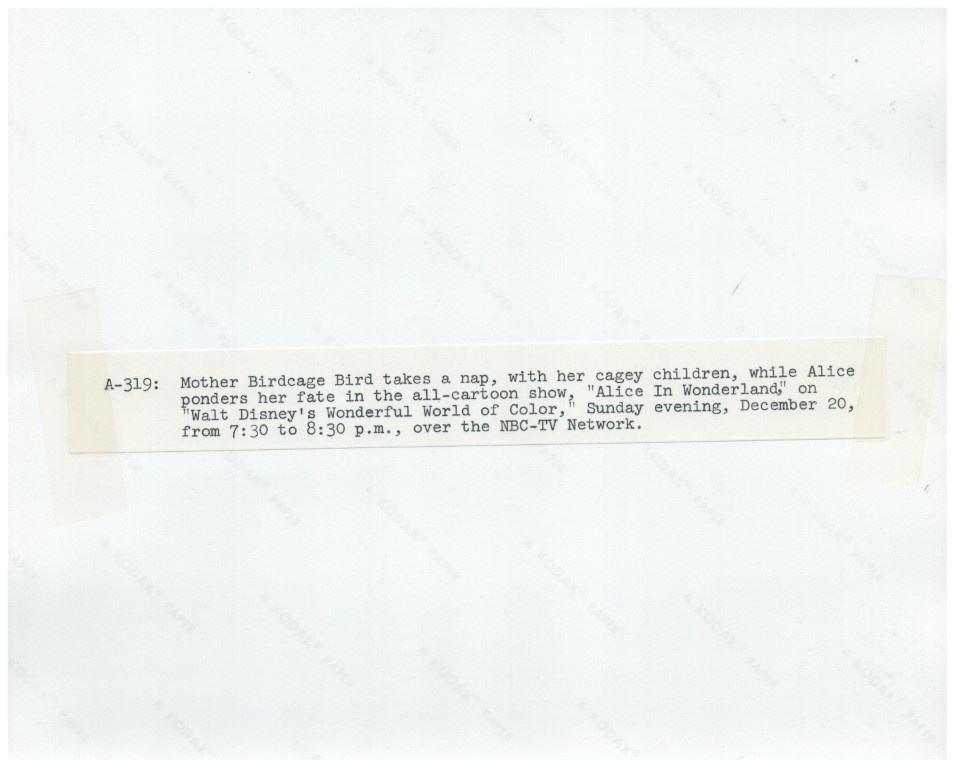 A-319: Mother Birdcage Bird takes a nap, with her cagey children, while Alice
ponders her fate in the all-cartoon show, "Alice In Wonderland," on
"Walt Disney's Wonderful World of Color," Sunday evening, December 20,
from 7:30 to 8:30 p.m., over the NBC-TV Network.
A KODAK® PAPER